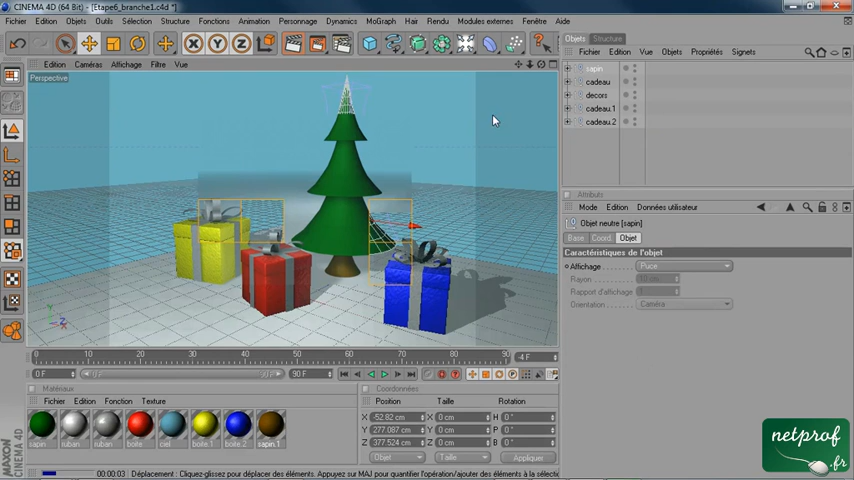 CINEMA 4D (64 Bit) - [Etape6_branche1.c4d *]
Fichier Edition Objets Outils Sélection Structure Fonctions Animation Personnage Dynamics MoGraph Hair Rendu Modules externes Fenêtre Aide
X Y Z
Edition Caméras Affichage Filtre Vue
Perspective
Objets Structure
Fichier Edition Vue Objets Propriétés Signets
sapin
cadeau
decors
cadeau.1
cadeau.2
Attributs
Mode Edition Données utilisateur
Objet neutre [sapin]
Base Coord. Objet
Caractéristiques de l'objet
Affichage Puce
Rayon
Rapport d'affichage
Orientation Caméra
Y
Z X
0 10 20 30 40 50 60 70 80 90
-4 F
0 F 0 F 90 F 90 F
P
Matériaux
Fichier Edition Fonction Texture
sapin ruban ruban boite ciel boite.1 boite.2 sapin.1
Coordonnées
Position Taille Rotation
X -52.82 cm X 0 cm H 0 °
Y 277.087 cm Y 0 cm P 0 °
Z 377.524 cm Z 0 cm B 0 °
Objet Taille Appliquer
MAXON
CINEMA 4D
00:00:03 Déplacement : Cliquez-glissez pour déplacer des éléments. Appuyez sur MAJ pour quantifier l'opération/ajouter des éléments à la sélectio
netprof
.fr